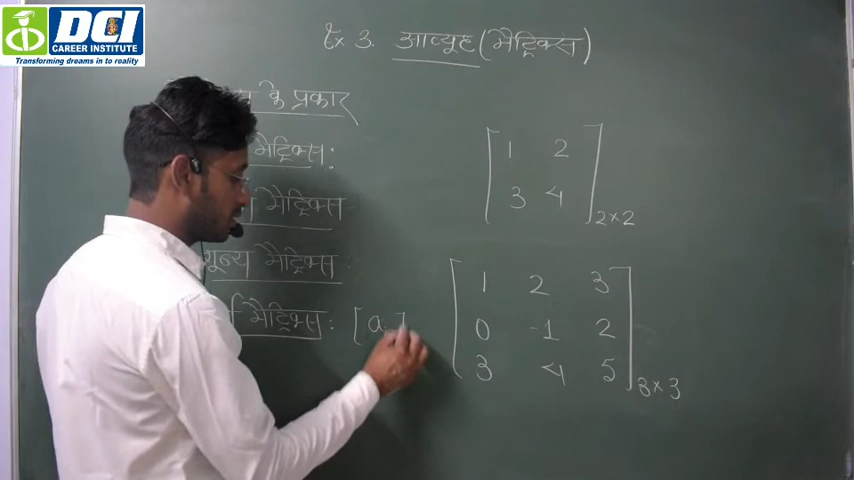 DCI
CAREER INSTITUTE
Transforming dreams in to reality
Ex 3. आव्यूह (मैट्रिक्स)
के प्रकार
मैट्रिक्स:
मैट्रिक्स:
शून्य मैट्रिक्स:
मैट्रिक्स: [a
1 2
3 4
2×2
1 2 3
0 -1 2
3 4 5
3×3